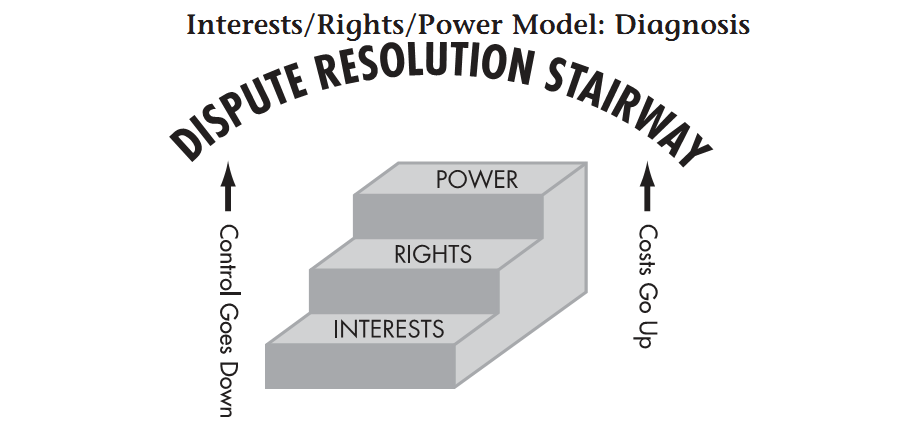 Interests/Rights/Power Model: Diagnosis
DISPUTE RESOLUTION STAIRWAY
POWER
RIGHTS
INTERESTS
Control Goes Down
Costs Go Up